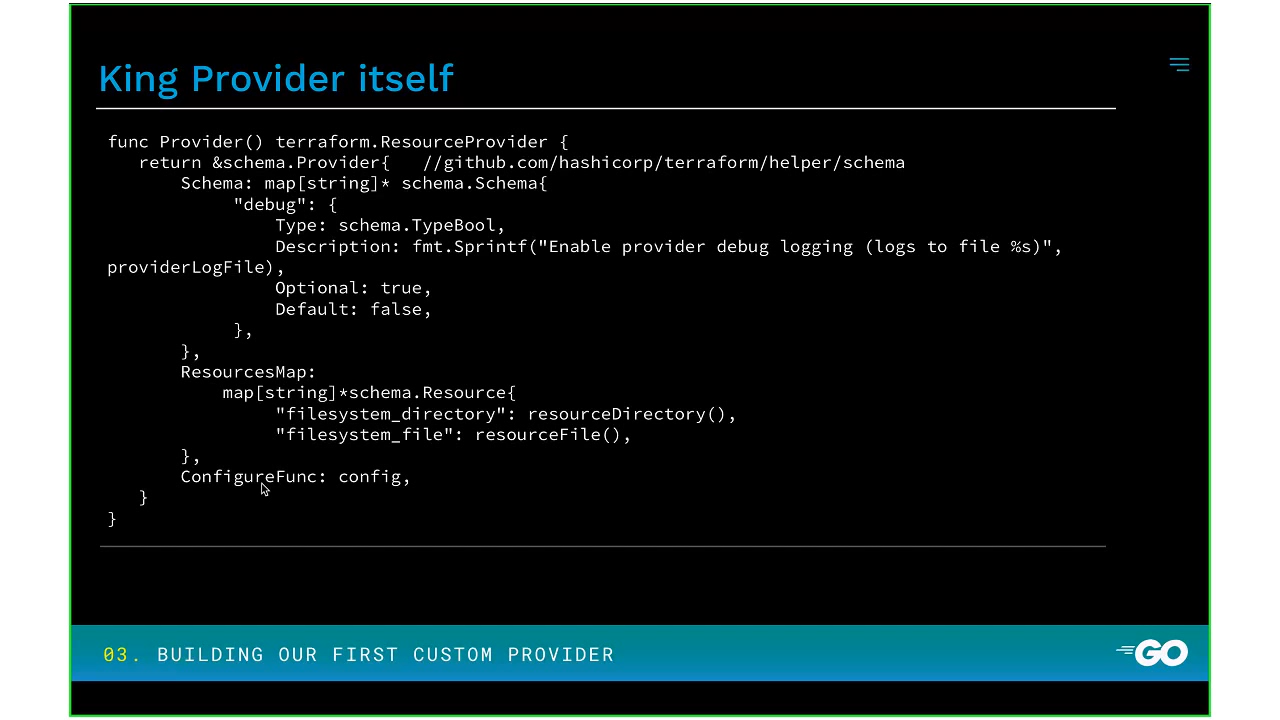 King Provider itself
func Provider() terraform.ResourceProvider {
return &schema.Provider{ //github.com/hashicorp/terraform/helper/schema
Schema: map[string]* schema.Schema{
"debug": {
Type: schema.TypeBool,
Description: fmt.Sprintf("Enable provider debug logging (logs to file %s)",
providerLogFile),
Optional: true,
Default: false,
},
},
ResourcesMap:
map[string]*schema.Resource{
"filesystem_directory": resourceDirectory(),
"filesystem_file": resourceFile(),
},
ConfigureFunc: config,
}
}
03. BUILDING OUR FIRST CUSTOM PROVIDER
GO